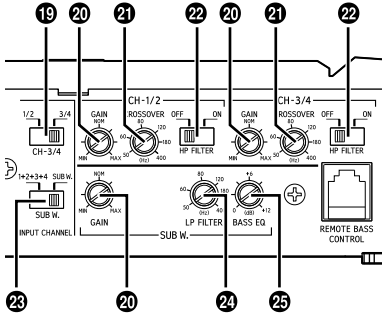 19 20 21 22 20 21 22
CH-1/2 CH-3/4
1/2 3/4
CH-3/4
GAIN
NOM
MIN MAX
CROSSOVER
50 60 80 120 180 400
(Hz)
OFF ON
HP FILTER
GAIN
NOM
MIN MAX
CROSSOVER
50 60 80 120 180 400
(Hz)
OFF ON
HP FILTER
1+2+3+4 SUB W.
SUB W.
INPUT CHANNEL
NOM
MIN MAX
GAIN
60 80 120 180
50 (Hz) 40
LP FILTER
+6
0 (dB) +12
BASS EQ
SUB W.
REMOTE BASS
CONTROL
23 20 24 25